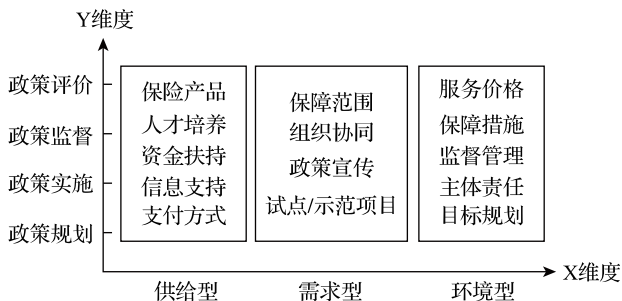 Y维度
政策评价
政策监督
政策实施
政策规划
保险产品
人才培养
资金扶持
信息支持
支付方式
保障范围
组织协同
政策宣传
试点/示范项目
服务价格
保障措施
监督管理
主体责任
目标规划
X维度
供给型
需求型
环境型